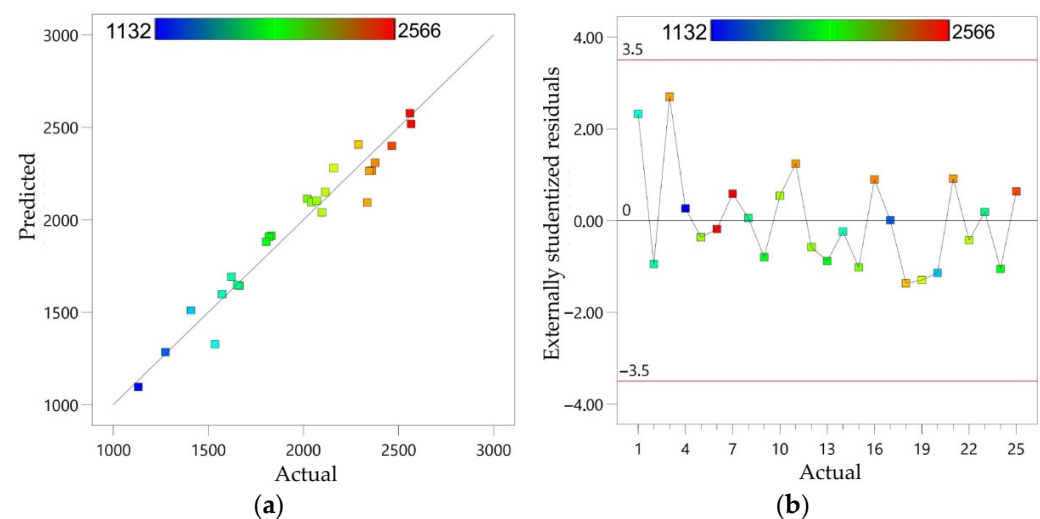 1132 2566
3000
2500
2000
1500
1000
Predicted
1000 1500 2000 2500 3000
Actual
(a)
1132 2566
4.00
3.5
2.00
0
0.00
−2.00
−3.5
−4.00
Externally studentized residuals
1 4 7 10 13 16 19 22 25
Actual
(b)